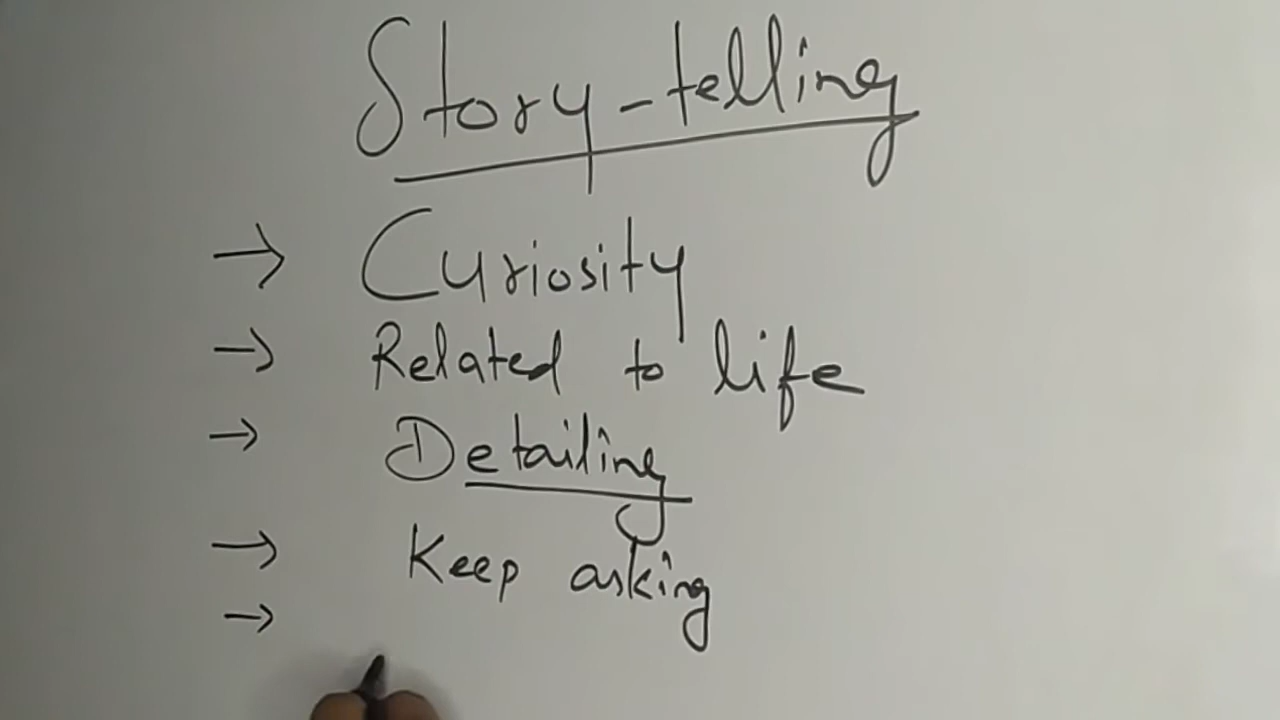 Story-telling
→ Curiosity
→ Related to life
→ Detailing
→ Keep asking
→